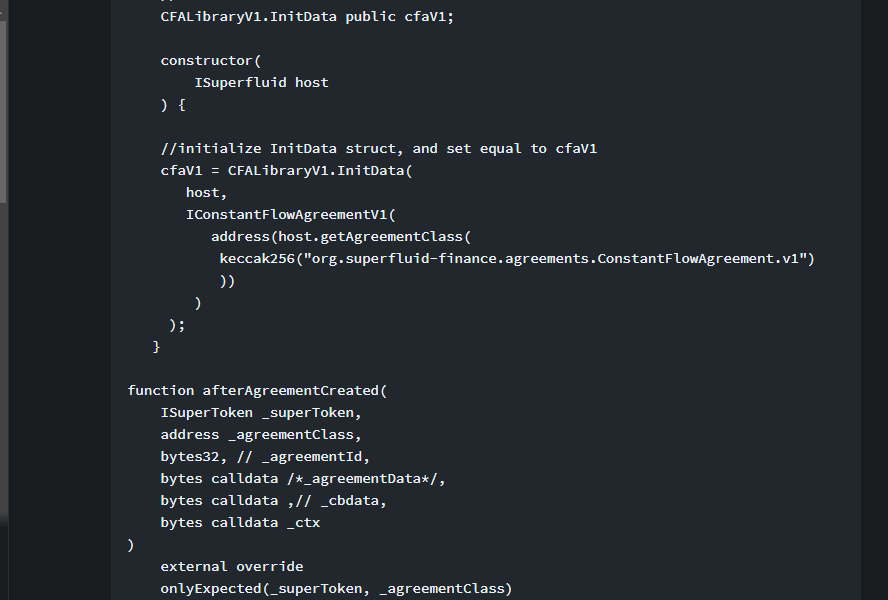 CFALibraryV1.InitData public cfaV1;
constructor(
ISuperfluid host
) {
//initialize InitData struct, and set equal to cfaV1
cfaV1 = CFALibraryV1.InitData(
host,
IConstantFlowAgreementV1(
address(host.getAgreementClass(
keccak256("org.superfluid-finance.agreements.ConstantFlowAgreement.v1")
))
)
);
}
function afterAgreementCreated(
ISuperToken _superToken,
address _agreementClass,
bytes32, // _agreementId,
bytes calldata /*_agreementData*/,
bytes calldata ,// _cbdata,
bytes calldata _ctx
)
external override
onlyExpected(_superToken, _agreementClass)